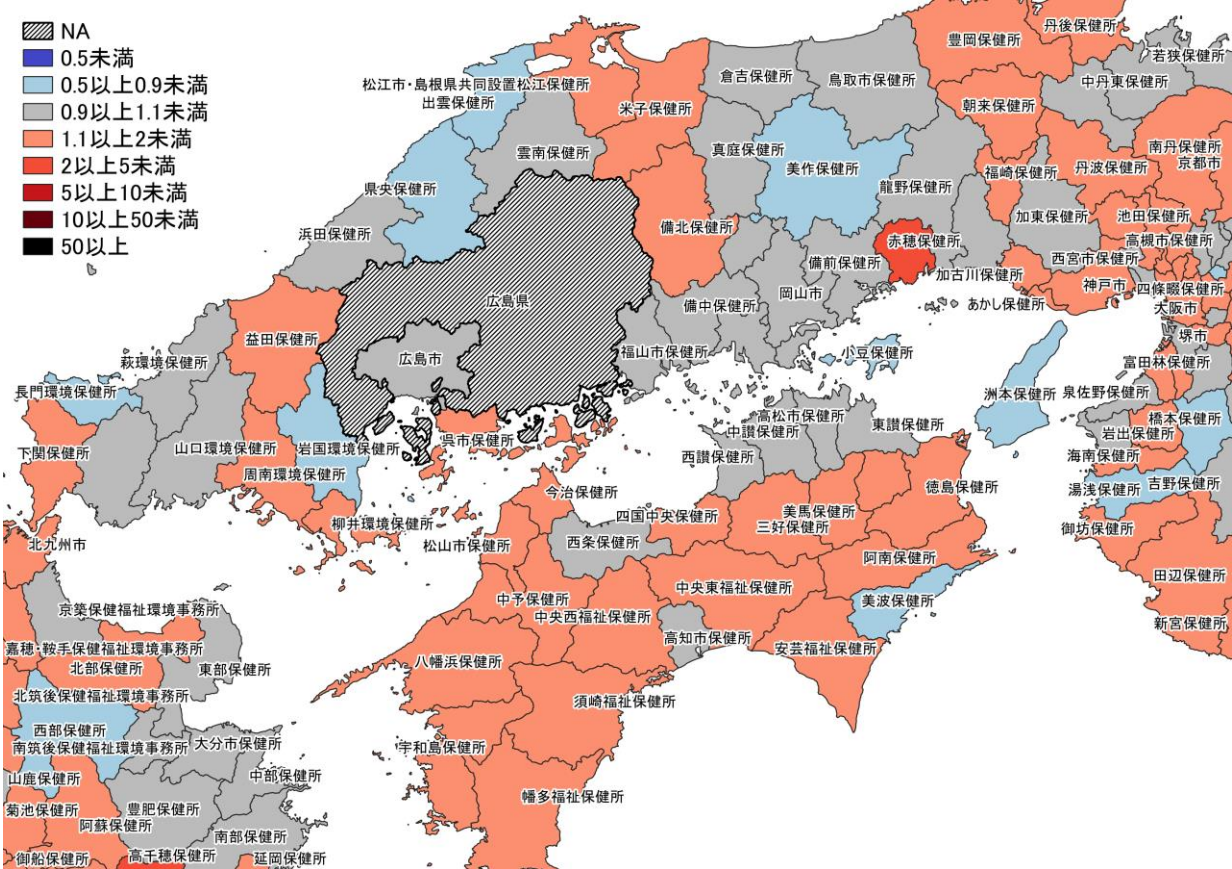 NA
0.5未満
0.5以上0.9未満
0.9以上1.1未満
1.1以上2未満
2以上5未満
5以上10未満
10以上50未満
50以上
丹後保健所
豊岡保健所
若狭保健所
倉吉保健所
鳥取市保健所
中丹東保健所
松江市・島根県共同設置松江保健所
出雲保健所
米子保健所
朝来保健所
雲南保健所
真庭保健所
美作保健所
南丹保健所
京都市
丹波保健所
福崎保健所
龍野保健所
県央保健所
加東保健所
池田保健所
浜田保健所
備北保健所
赤穂保健所
高槻市保健所
西宮市保健所
備前保健所
加古川保健所
神戸市
四條畷保健所
広島県
岡山市
備中保健所
あかし保健所
大阪市
益田保健所
堺市
広島市
福山市保健所
小豆保健所
萩環境保健所
富田林保健所
長門環境保健所
洲本保健所
泉佐野保健所
高松市保健所
橋本保健所
中讃保健所
東讃保健所
岩出保健所
呉市保健所
山口環境保健所
岩国環境保健所
下関保健所
西讃保健所
海南保健所
周南環境保健所
吉野保健所
湯浅保健所
徳島保健所
今治保健所
美馬保健所
四国中央保健所
三好保健所
御坊保健所
柳井環境保健所
北九州市
松山市保健所
西条保健所
阿南保健所
田辺保健所
中央東福祉保健所
中予保健所
美波保健所
京築保健福祉環境事務所
中央西福祉保健所
新宮保健所
高知市保健所
嘉穂・鞍手保健福祉環境事務所
安芸福祉保健所
八幡浜保健所
北部保健所
東部保健所
北筑後保健福祉環境事務所
須崎福祉保健所
西部保健所
大分市保健所
南筑後保健福祉環境事務所
宇和島保健所
中部保健所
山鹿保健所
幡多福祉保健所
菊池保健所
豊肥保健所
阿蘇保健所
南部保健所
御船保健所
高千穂保健所
延岡保健所